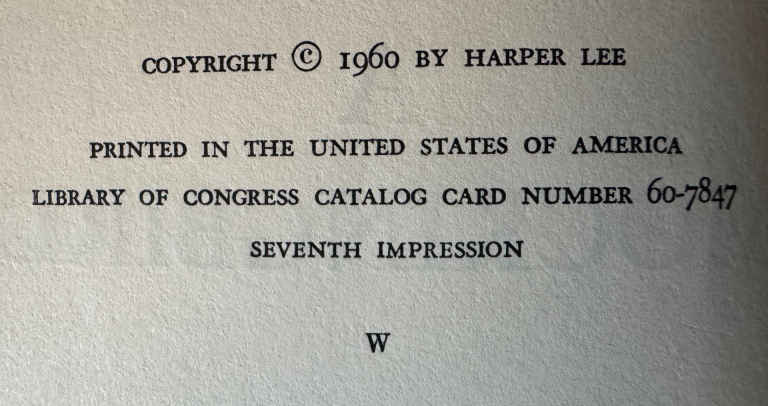 COPYRIGHT © 1960 BY HARPER LEE
PRINTED IN THE UNITED STATES OF AMERICA
LIBRARY OF CONGRESS CATALOG CARD NUMBER 60-7847
SEVENTH IMPRESSION
W